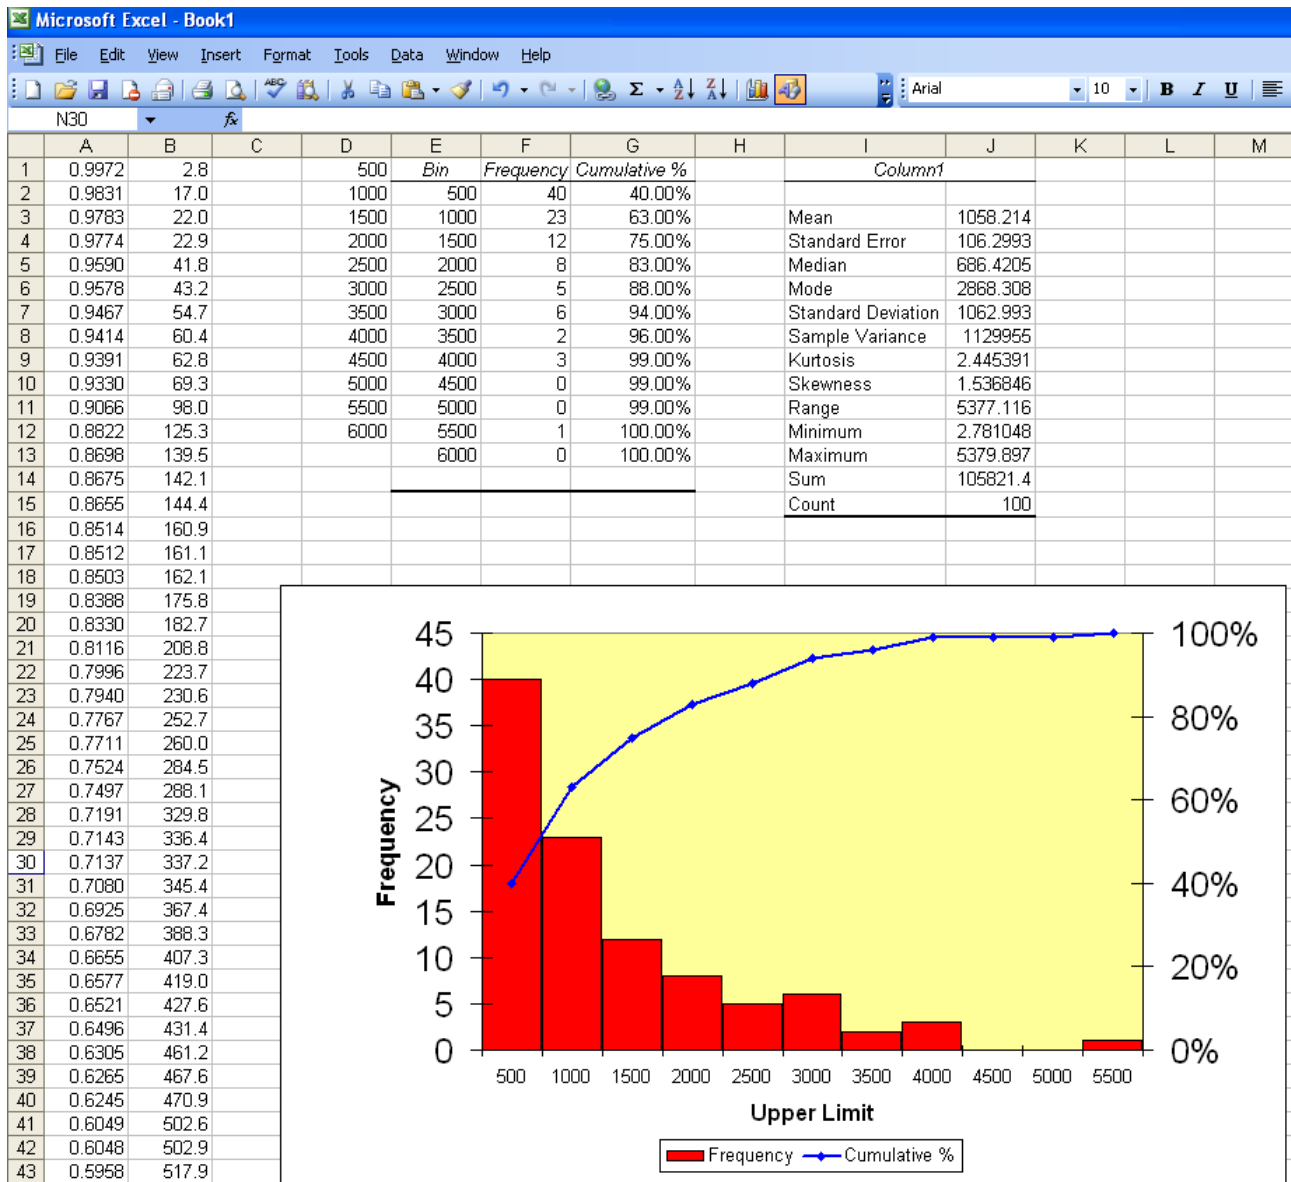 Microsoft Excel - Book1
File Edit View Insert Format Tools Data Window Help
ABC Σ A Z Z A Arial 10 B I U
N30 fx
A B C D E F G H I J K L M
1 0.9972 2.8 500 Bin Frequency Cumulative % Column1
2 0.9831 17.0 1000 500 40 40.00%
3 0.9783 22.0 1500 1000 23 63.00% Mean 1058.214
4 0.9774 22.9 2000 1500 12 75.00% Standard Error 106.2993
5 0.9590 41.8 2500 2000 8 83.00% Median 686.4205
6 0.9578 43.2 3000 2500 5 88.00% Mode 2868.308
7 0.9467 54.7 3500 3000 6 94.00% Standard Deviation 1062.993
8 0.9414 60.4 4000 3500 2 96.00% Sample Variance 1129955
9 0.9391 62.8 4500 4000 3 99.00% Kurtosis 2.445391
10 0.9330 69.3 5000 4500 0 99.00% Skewness 1.536846
11 0.9066 98.0 5500 5000 0 99.00% Range 5377.116
12 0.8822 125.3 6000 5500 1 100.00% Minimum 2.781048
13 0.8698 139.5 6000 0 100.00% Maximum 5379.897
14 0.8675 142.1 Sum 105821.4
15 0.8655 144.4 Count 100
16 0.8514 160.9
17 0.8512 161.1
18 0.8503 162.1
19 0.8388 175.8
20 0.8330 182.7
21 0.8116 208.8
22 0.7996 223.7
23 0.7940 230.6
24 0.7767 252.7
25 0.7711 260.0
26 0.7524 284.5
27 0.7497 288.1
28 0.7191 329.8
29 0.7143 336.4
30 0.7137 337.2
31 0.7080 345.4
32 0.6925 367.4
33 0.6782 388.3
34 0.6655 407.3
35 0.6577 419.0
36 0.6521 427.6
37 0.6496 431.4
38 0.6305 461.2
39 0.6265 467.6
40 0.6245 470.9
41 0.6049 502.6
42 0.6048 502.9
43 0.5958 517.9
45 100%
40
35 80%
30
25 60%
20
15 40%
10 20%
5
0 0%
Frequency
500 1000 1500 2000 2500 3000 3500 4000 4500 5000 5500
Upper Limit
Frequency Cumulative %